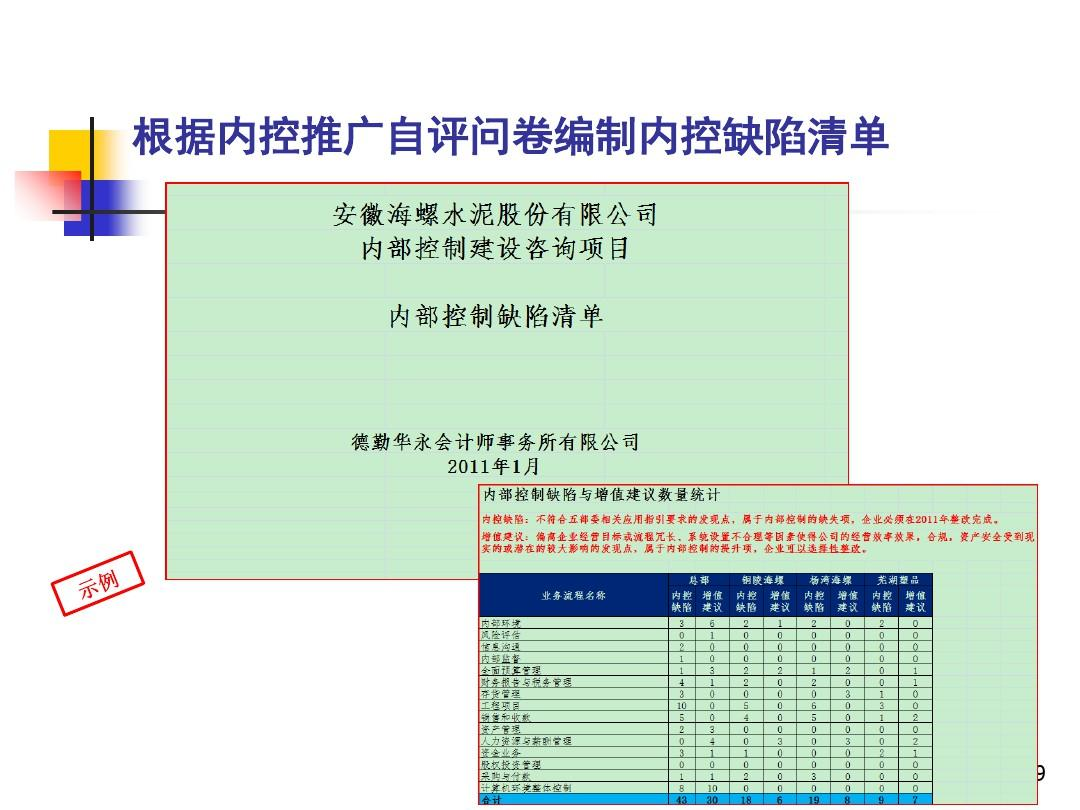 根据内控推广自评问卷编制内控缺陷清单
安徽海螺水泥股份有限公司
内部控制建设咨询项目
内部控制缺陷清单
德勤华永会计师事务所有限公司
2011年1月
示例
内部控制缺陷与增值建议数量统计
内控缺陷：不符合五部委相关应用指引要求的发现点，属于内部控制的缺失项，企业必须在2011年整改完成。
增值建议：偏离企业经营目标或流程冗长、系统设置不合理等因素使得公司的经营效率效果，合规，资产安全受到现
实的或潜在的较大影响的发现点，属于内部控制的提升项，企业可以选择性整改。
业务流程名称 总部 铜陵海螺 杨湾海螺 芜湖塑品
内控缺陷 增值建议 内控缺陷 增值建议 内控缺陷 增值建议 内控缺陷 增值建议
内部环境 3 6 2 1 2 0 2 0
风险评估 0 1 0 0 0 0 0 0
信息沟通 2 0 0 0 0 0 0 0
内部监督 1 0 0 0 0 0 0 0
全面预算管理 1 3 2 2 1 2 0 1
财务报告与税务管理 4 1 2 0 2 0 0 1
存货管理 3 0 0 0 0 3 1 0
工程项目 10 0 5 0 6 0 3 0
销售和收款 5 0 4 0 5 0 1 2
资产管理 2 3 0 0 0 0 0 0
人力资源与薪酬管理 0 4 0 3 0 3 0 2
资金业务 3 1 1 0 0 0 2 1
股权投资管理 0 0 0 0 0 0 0 0
采购与付款 1 1 2 0 3 0 0 0
计算机环境整体控制 8 10 0 0 0 0 0 0
合计 43 30 18 6 19 8 9 7
9